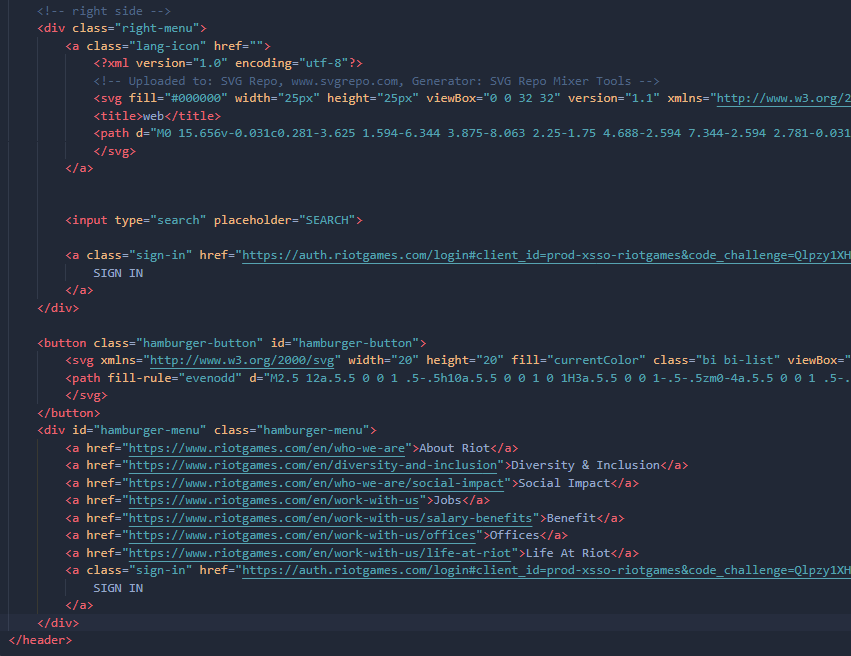 <!-- right side -->
<div class="right-menu">
<a class="lang-icon" href="">
<?xml version="1.0" encoding="utf-8"?>
<!-- Uploaded to: SVG Repo, www.svgrepo.com, Generator: SVG Repo Mixer Tools -->
<svg fill="#000000" width="25px" height="25px" viewBox="0 0 32 32" version="1.1" xmlns="http://www.w3.org/2
<title>web</title>
<path d="M0 15.656v-0.031c0.281-3.625 1.594-6.344 3.875-8.063 2.25-1.75 4.688-2.594 7.344-2.594 2.781-0.031
</svg>
</a>
<input type="search" placeholder="SEARCH">
<a class="sign-in" href="https://auth.riotgames.com/login#client_id=prod-xsso-riotgames&code_challenge=Qlpzy1XH
SIGN IN
</a>
</div>
<button class="hamburger-button" id="hamburger-button">
<svg xmlns="http://www.w3.org/2000/svg" width="20" height="20" fill="currentColor" class="bi bi-list" viewBox="
<path fill-rule="evenodd" d="M2.5 12a.5.5 0 0 1 .5-.5h10a.5.5 0 0 1 0 1H3a.5.5 0 0 1-.5-.5zm0-4a.5.5 0 0 1 .5-.
</svg>
</button>
<div id="hamburger-menu" class="hamburger-menu">
<a href="https://www.riotgames.com/en/who-we-are">About Riot</a>
<a href="https://www.riotgames.com/en/diversity-and-inclusion">Diversity & Inclusion</a>
<a href="https://www.riotgames.com/en/who-we-are/social-impact">Social Impact</a>
<a href="https://www.riotgames.com/en/work-with-us">Jobs</a>
<a href="https://www.riotgames.com/en/work-with-us/salary-benefits">Benefit</a>
<a href="https://www.riotgames.com/en/work-with-us/offices">Offices</a>
<a href="https://www.riotgames.com/en/work-with-us/life-at-riot">Life At Riot</a>
<a class="sign-in" href="https://auth.riotgames.com/login#client_id=prod-xsso-riotgames&code_challenge=Qlpzy1XH
SIGN IN
</a>
</div>
</header>